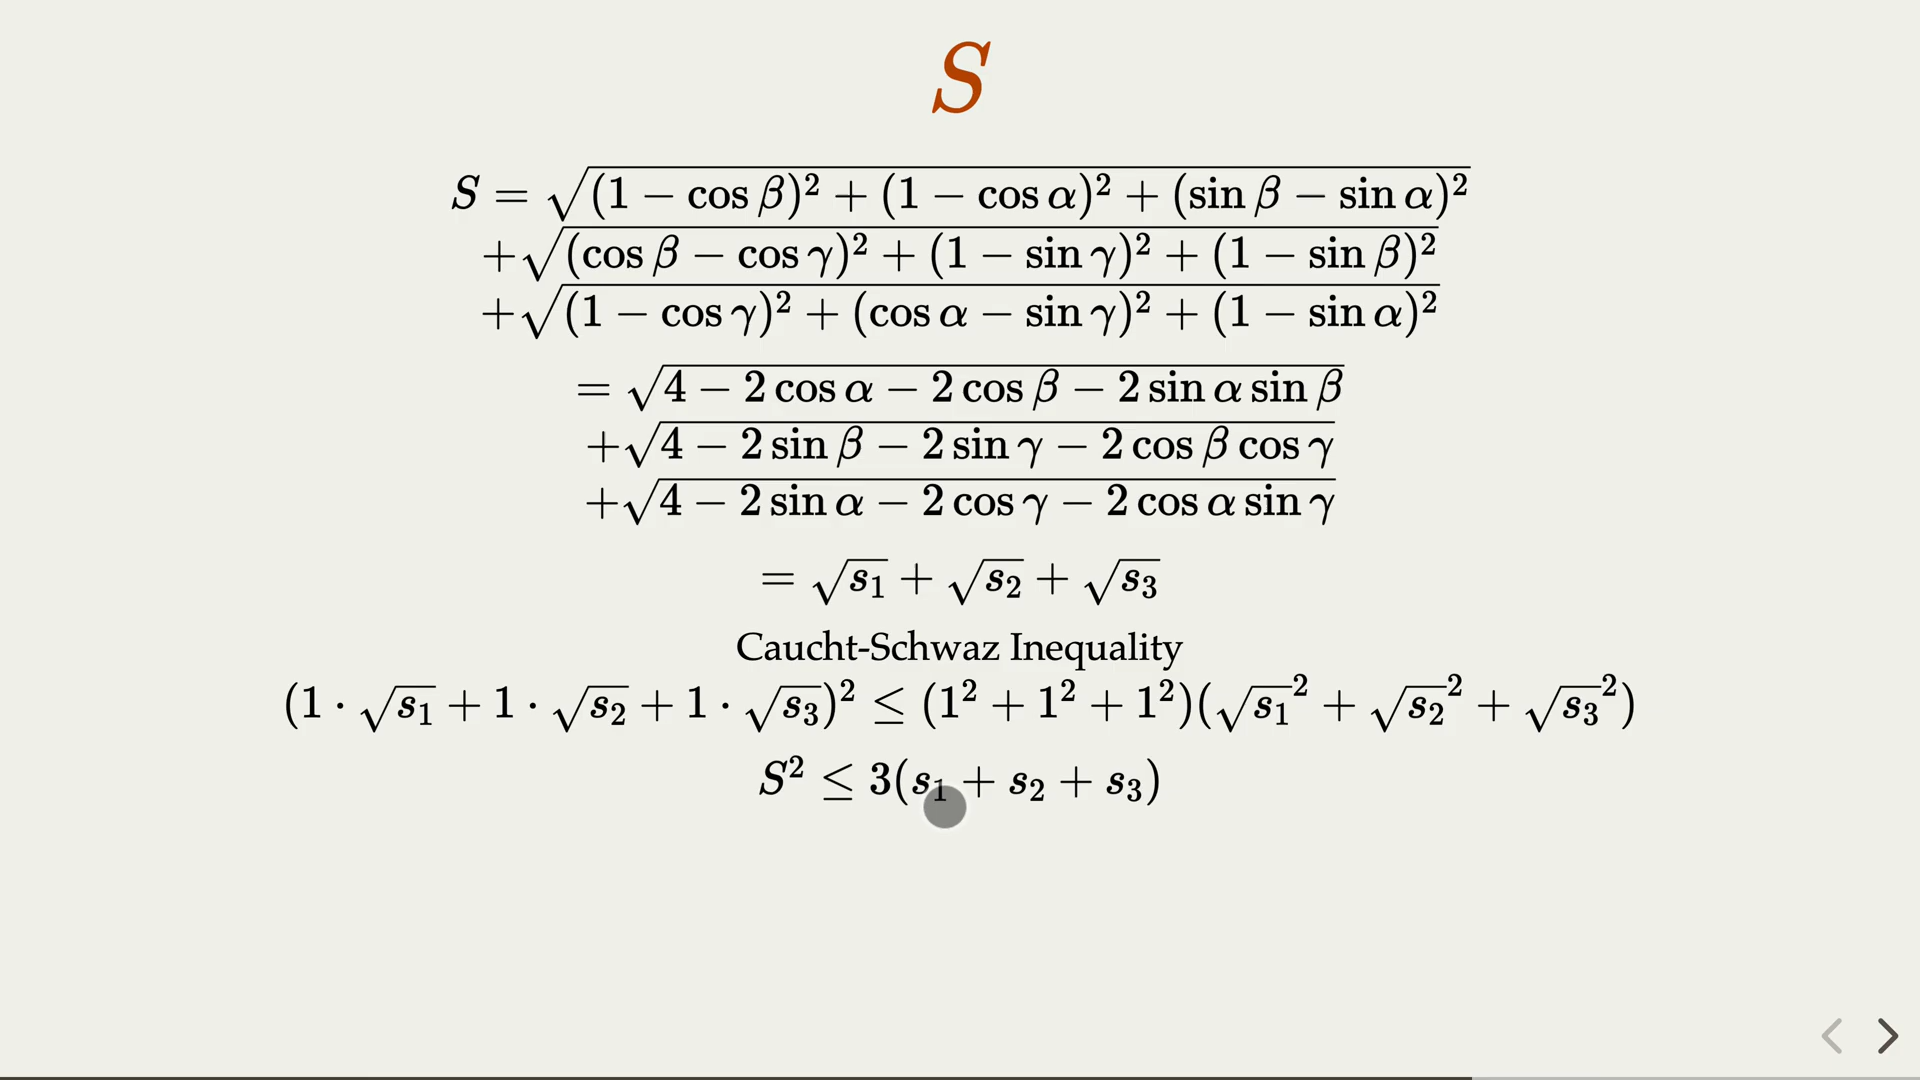 S
S = √((1 − cos β)² + (1 − cos α)² + (sin β − sin α)²)
+√((cos β − cos γ)² + (1 − sin γ)² + (1 − sin β)²)
+√((1 − cos γ)² + (cos α − sin γ)² + (1 − sin α)²)
= √(4 − 2 cos α − 2 cos β − 2 sin α sin β)
+√(4 − 2 sin β − 2 sin γ − 2 cos β cos γ)
+√(4 − 2 sin α − 2 cos γ − 2 cos α sin γ)
= √s₁ + √s₂ + √s₃
Caucht-Schwaz Inequality
(1 · √s₁ + 1 · √s₂ + 1 · √s₃)² ≤ (1² + 1² + 1²)(√s₁² + √s₂² + √s₃²)
S² ≤ 3(s₁ + s₂ + s₃)